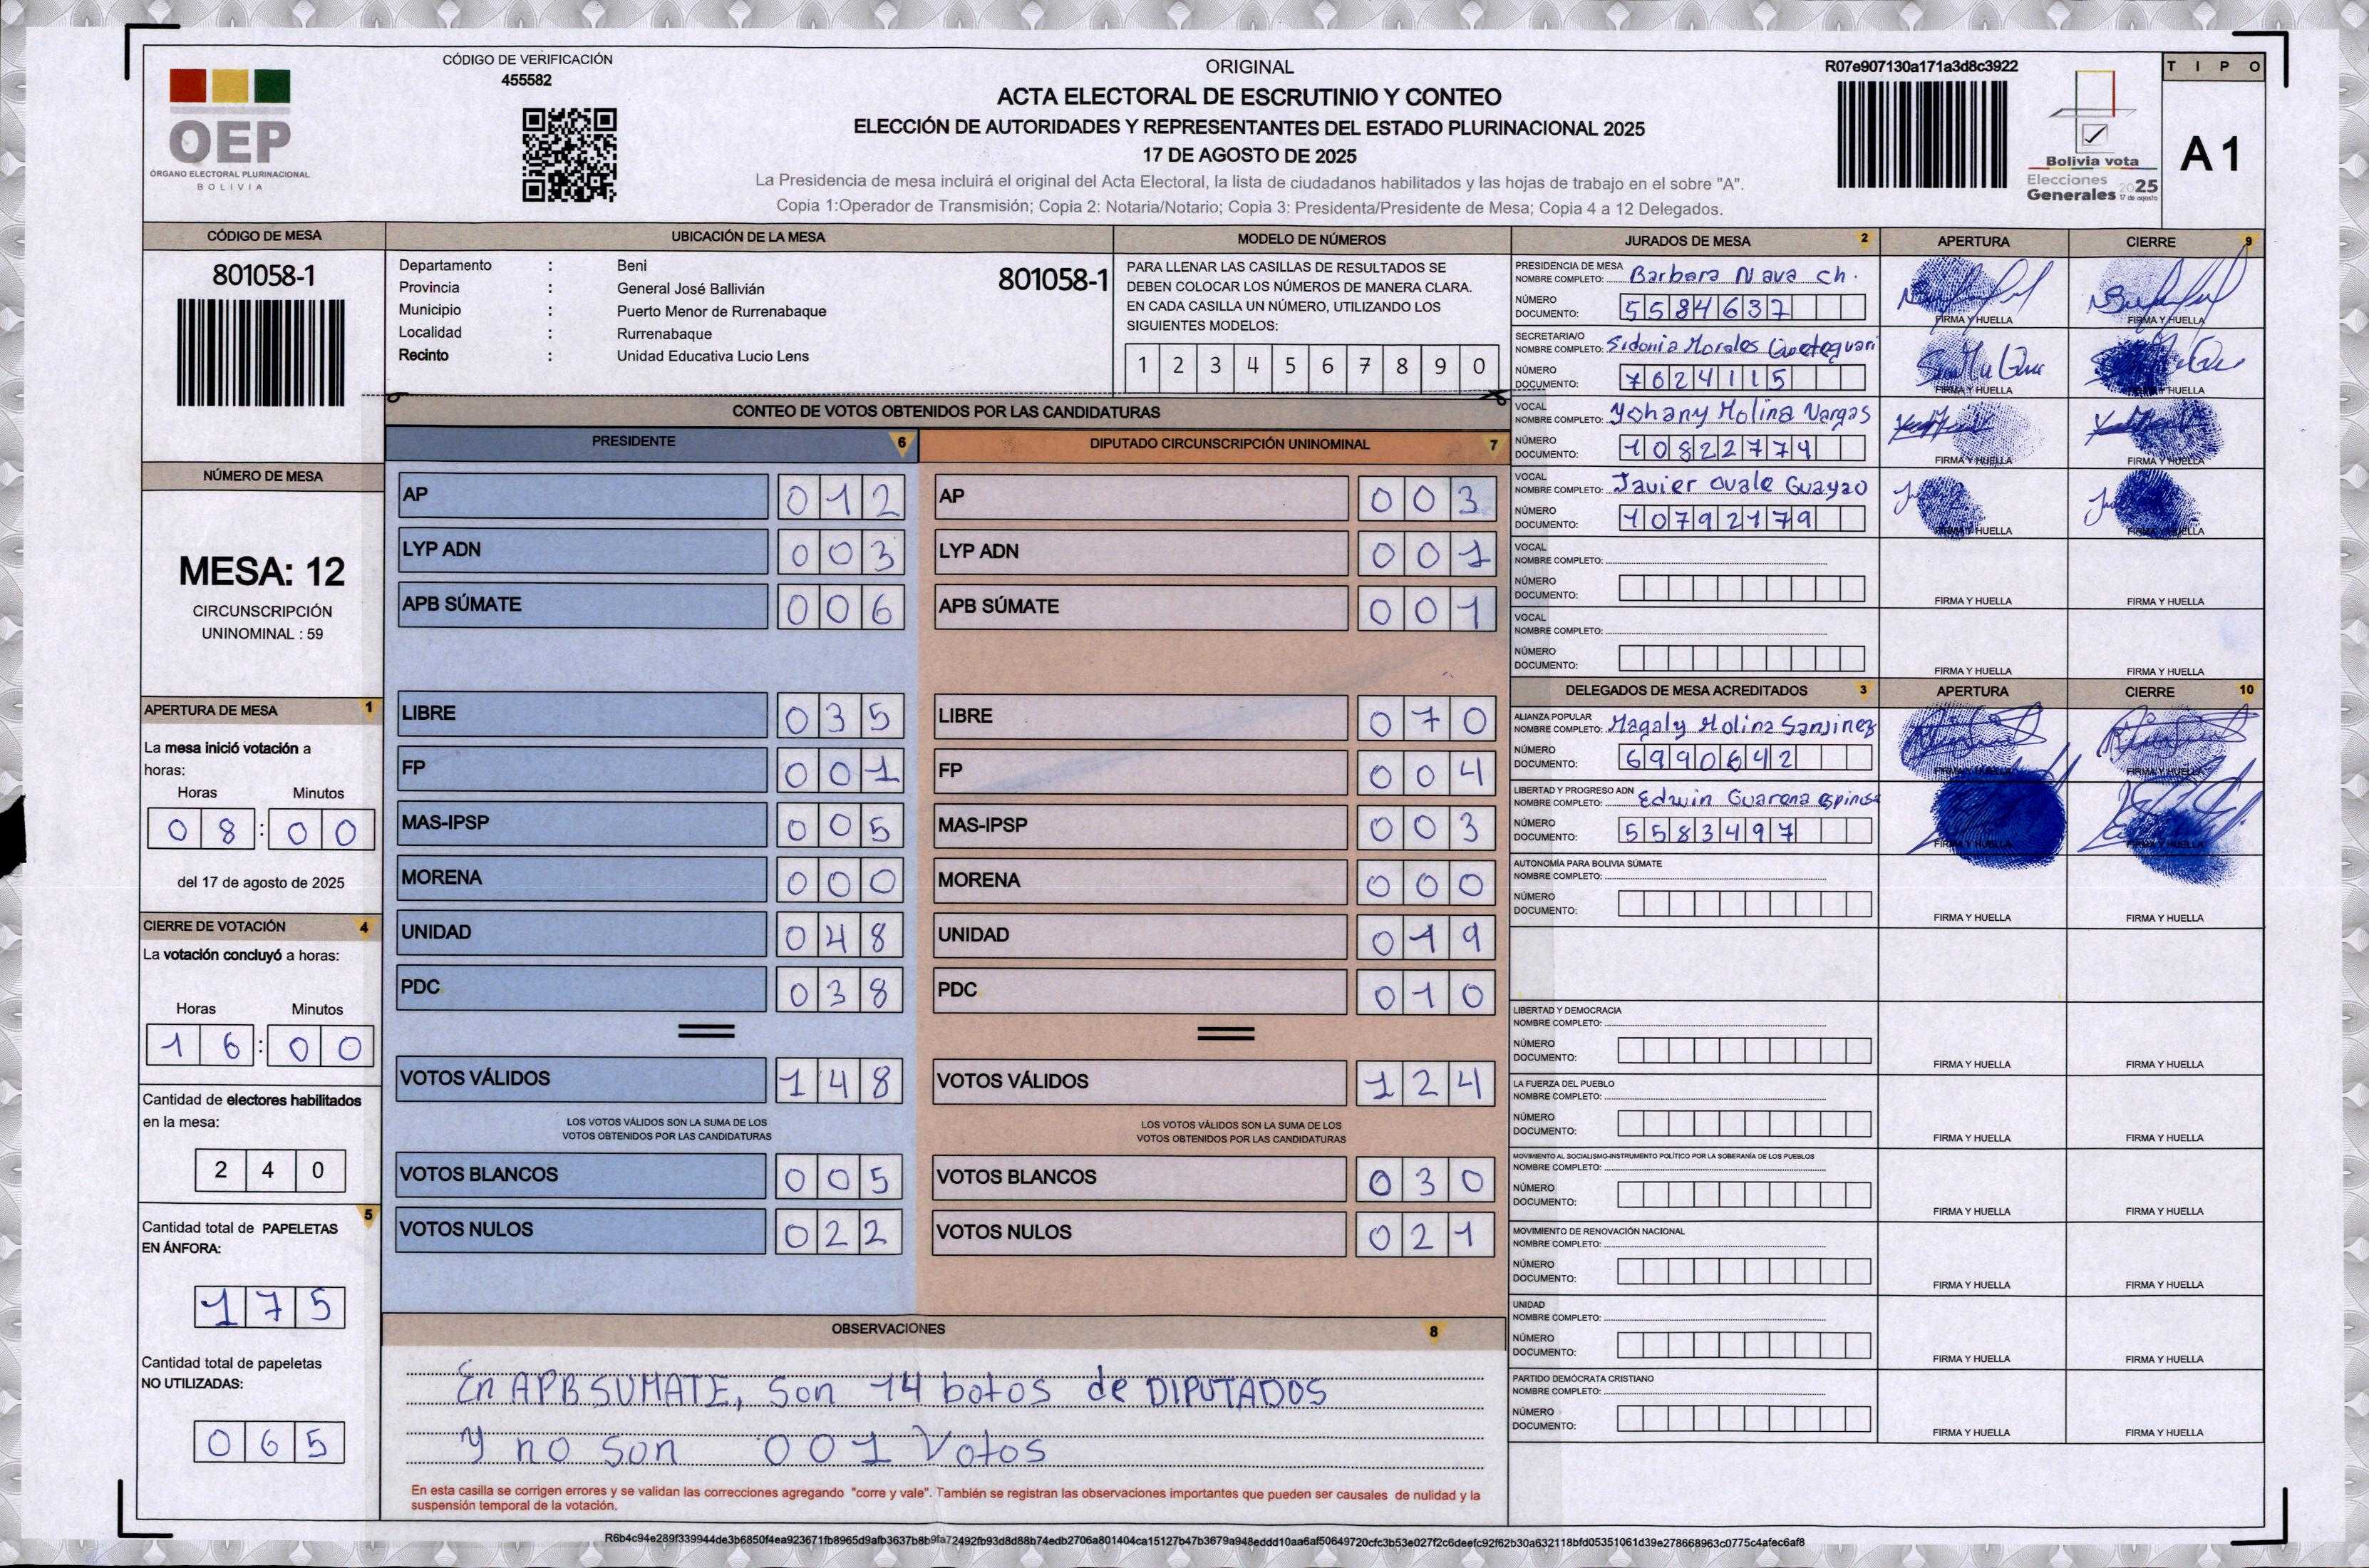 CÓDIGO DE VERIFICACIÓN
455582
OEP
ÓRGANO ELECTORAL PLURINACIONAL
BOLIVIA
ORIGINAL
ACTA ELECTORAL DE ESCRUTINIO Y CONTEO
ELECCIÓN DE AUTORIDADES Y REPRESENTANTES DEL ESTADO PLURINACIONAL 2025
17 DE AGOSTO DE 2025
La Presidencia de mesa incluirá el original del Acta Electoral, la lista de ciudadanos habilitados y las hojas de trabajo en el sobre "A".
Copia 1:Operador de Transmisión; Copia 2: Notaria/Notario; Copia 3: Presidenta/Presidente de Mesa; Copia 4 a 12 Delegados.
R07e907130a171a3d8c3922
Bolivia vota
Elecciones
Generales 2025
17 de agosto
TIPO
A1
CÓDIGO DE MESA
801058-1
NÚMERO DE MESA
MESA: 12
CIRCUNSCRIPCIÓN
UNINOMINAL : 59
APERTURA DE MESA 1
La mesa inició votación a
horas:
Horas Minutos
08:00
del 17 de agosto de 2025
CIERRE DE VOTACIÓN 4
La votación concluyó a horas:
Horas Minutos
16:00
Cantidad de electores habilitados
en la mesa:
240
5
Cantidad total de PAPELETAS
EN ÁNFORA:
175
Cantidad total de papeletas
NO UTILIZADAS:
065
UBICACIÓN DE LA MESA
Departamento : Beni
801058-1
Provincia : General José Ballivián
Municipio : Puerto Menor de Rurrenabaque
Localidad : Rurrenabaque
Recinto : Unidad Educativa Lucio Lens
MODELO DE NÚMEROS
PARA LLENAR LAS CASILLAS DE RESULTADOS SE
DEBEN COLOCAR LOS NÚMEROS DE MANERA CLARA.
EN CADA CASILLA UN NÚMERO, UTILIZANDO LOS
SIGUIENTES MODELOS:
1 2 3 4 5 6 7 8 9 0
CONTEO DE VOTOS OBTENIDOS POR LAS CANDIDATURAS
PRESIDENTE 6
AP 012
LYP ADN 003
APB SÚMATE 006
LIBRE 035
FP 001
MAS-IPSP 005
MORENA 000
UNIDAD 048
PDC 038
VOTOS VÁLIDOS 148
LOS VOTOS VÁLIDOS SON LA SUMA DE LOS
VOTOS OBTENIDOS POR LAS CANDIDATURAS
VOTOS BLANCOS 005
VOTOS NULOS 022
DIPUTADO CIRCUNSCRIPCIÓN UNINOMINAL 7
AP 003
LYP ADN 001
APB SÚMATE 001
LIBRE 070
FP 004
MAS-IPSP 003
MORENA 000
UNIDAD 019
PDC 010
VOTOS VÁLIDOS 124
LOS VOTOS VÁLIDOS SON LA SUMA DE LOS
VOTOS OBTENIDOS POR LAS CANDIDATURAS
VOTOS BLANCOS 030
VOTOS NULOS 021
OBSERVACIONES 8
En APB SUMATE, Son 14 botos de DIPUTADOS
y no son 001 Votos
En esta casilla se corrigen errores y se validan las correcciones agregando "corre y vale". También se registran las observaciones importantes que pueden ser causales de nulidad y la
suspensión temporal de la votación.
JURADOS DE MESA 2 APERTURA CIERRE 9
PRESIDENCIA DE MESA
NOMBRE COMPLETO: Barbara Nava ch.
NÚMERO
DOCUMENTO: 5584637
FIRMA Y HUELLA FIRMA Y HUELLA
SECRETARIA/O
NOMBRE COMPLETO: Sidonia Morales
NÚMERO
DOCUMENTO: 7624115
FIRMA Y HUELLA FIRMA Y HUELLA
VOCAL
NOMBRE COMPLETO: Yohany Molina Vargas
NÚMERO
DOCUMENTO: 10822774
FIRMA Y HUELLA FIRMA Y HUELLA
VOCAL
NOMBRE COMPLETO: Javier ovale Guayao
NÚMERO
DOCUMENTO: 10792179
FIRMA Y HUELLA FIRMA Y HUELLA
VOCAL
NOMBRE COMPLETO:
NÚMERO
DOCUMENTO:
FIRMA Y HUELLA FIRMA Y HUELLA
VOCAL
NOMBRE COMPLETO:
NÚMERO
DOCUMENTO:
FIRMA Y HUELLA FIRMA Y HUELLA
DELEGADOS DE MESA ACREDITADOS 3 APERTURA CIERRE 10
ALIANZA POPULAR
NOMBRE COMPLETO: Magaly Molina Sanjinez
NÚMERO
DOCUMENTO: 6990642
FIRMA Y HUELLA FIRMA Y HUELLA
LIBERTAD Y PROGRESO ADN
NOMBRE COMPLETO: Edwin Guarena espinosa
NÚMERO
DOCUMENTO: 5583497
FIRMA Y HUELLA FIRMA Y HUELLA
AUTONOMÍA PARA BOLIVIA SÚMATE
NOMBRE COMPLETO:
NÚMERO
DOCUMENTO:
FIRMA Y HUELLA FIRMA Y HUELLA
LIBERTAD Y DEMOCRACIA
NOMBRE COMPLETO:
NÚMERO
DOCUMENTO:
FIRMA Y HUELLA FIRMA Y HUELLA
LA FUERZA DEL PUEBLO
NOMBRE COMPLETO:
NÚMERO
DOCUMENTO:
FIRMA Y HUELLA FIRMA Y HUELLA
MOVIMIENTO AL SOCIALISMO-INSTRUMENTO POLÍTICO POR LA SOBERANÍA DE LOS PUEBLOS
NOMBRE COMPLETO:
NÚMERO
DOCUMENTO:
FIRMA Y HUELLA FIRMA Y HUELLA
MOVIMIENTO DE RENOVACIÓN NACIONAL
NOMBRE COMPLETO:
NÚMERO
DOCUMENTO:
FIRMA Y HUELLA FIRMA Y HUELLA
UNIDAD
NOMBRE COMPLETO:
NÚMERO
DOCUMENTO:
FIRMA Y HUELLA FIRMA Y HUELLA
PARTIDO DEMÓCRATA CRISTIANO
NOMBRE COMPLETO:
NÚMERO
DOCUMENTO:
FIRMA Y HUELLA FIRMA Y HUELLA